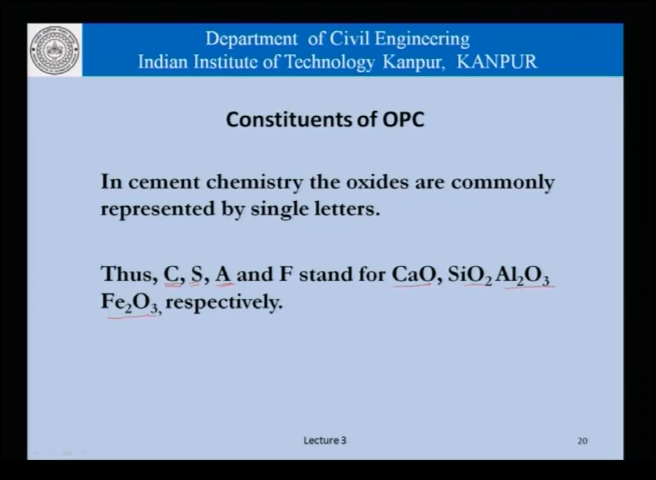 Department of Civil Engineering
Indian Institute of Technology Kanpur, KANPUR
Constituents of OPC
In cement chemistry the oxides are commonly
represented by single letters.
Thus, C, S, A and F stand for CaO, SiO₂ Al₂O₃
Fe₂O₃, respectively.
Lecture 3
20